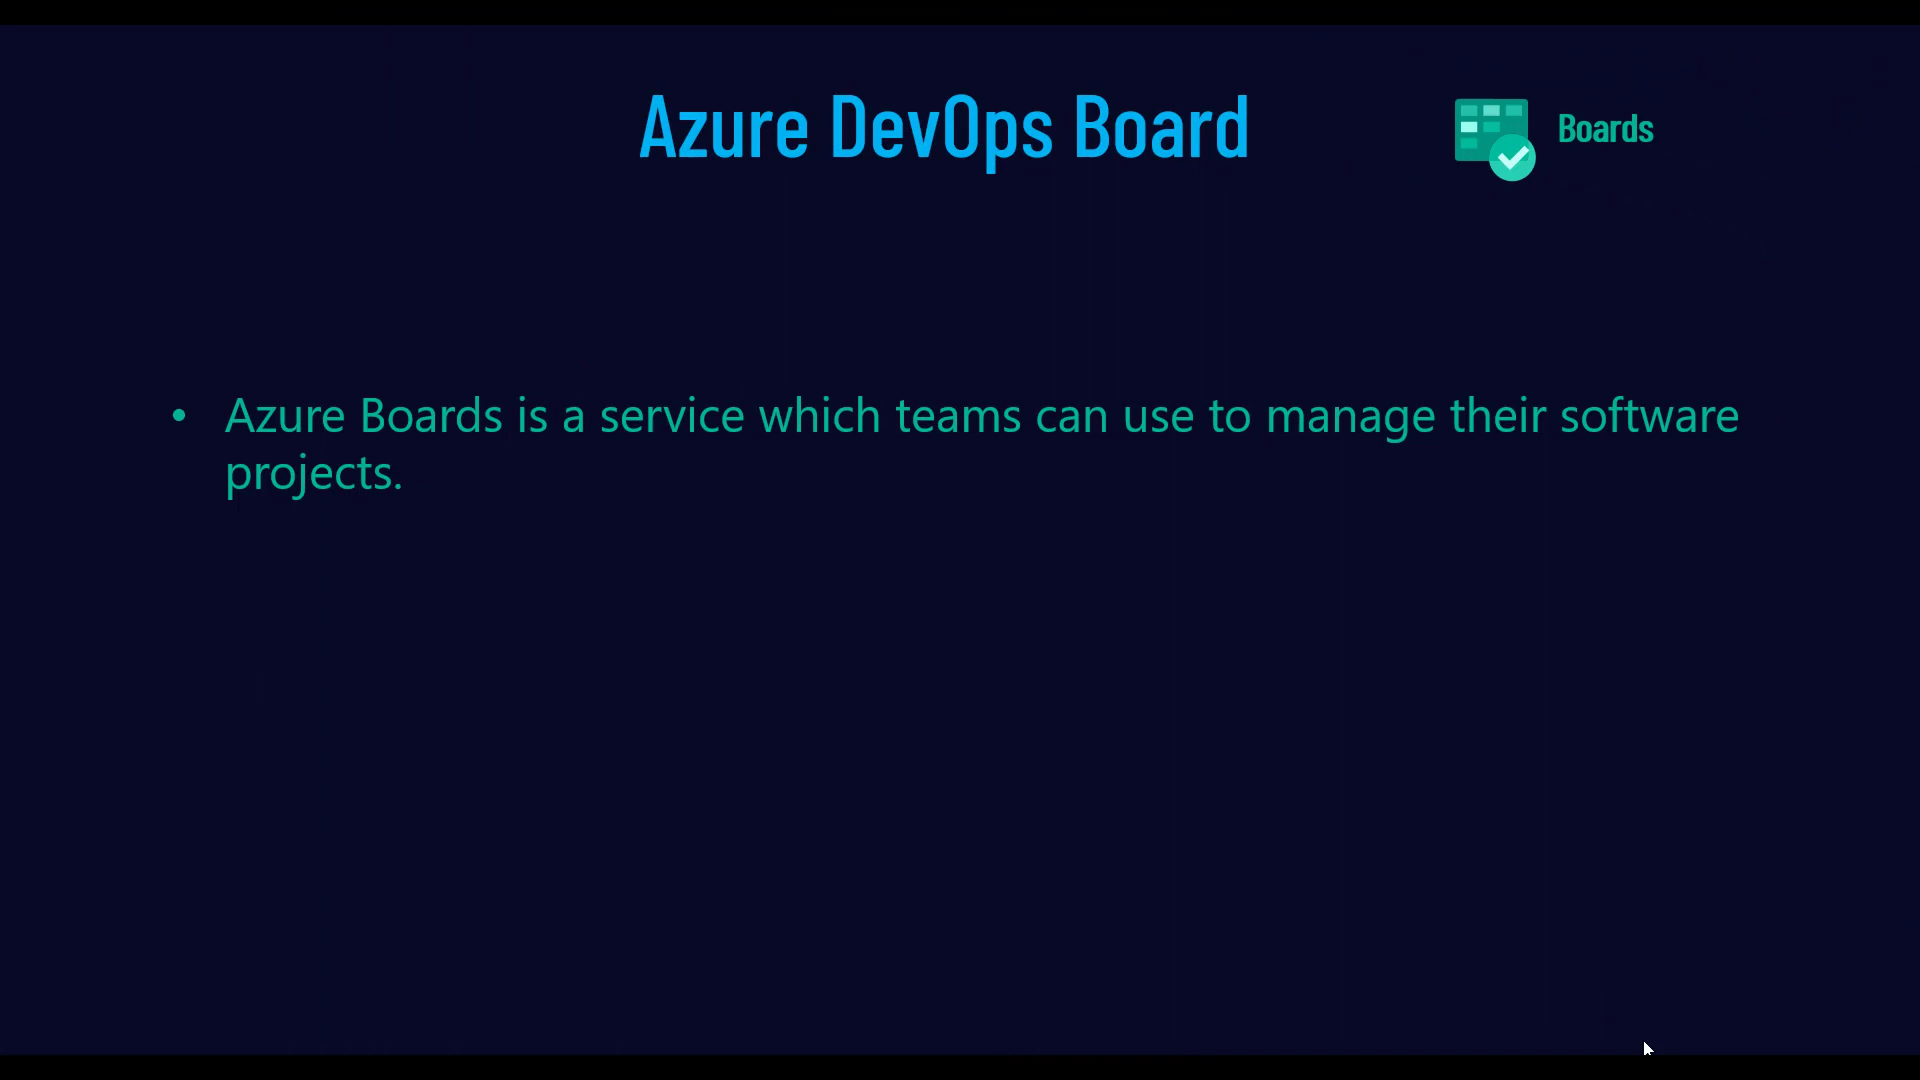 Azure DevOps Board
Boards
• Azure Boards is a service which teams can use to manage their software
projects.